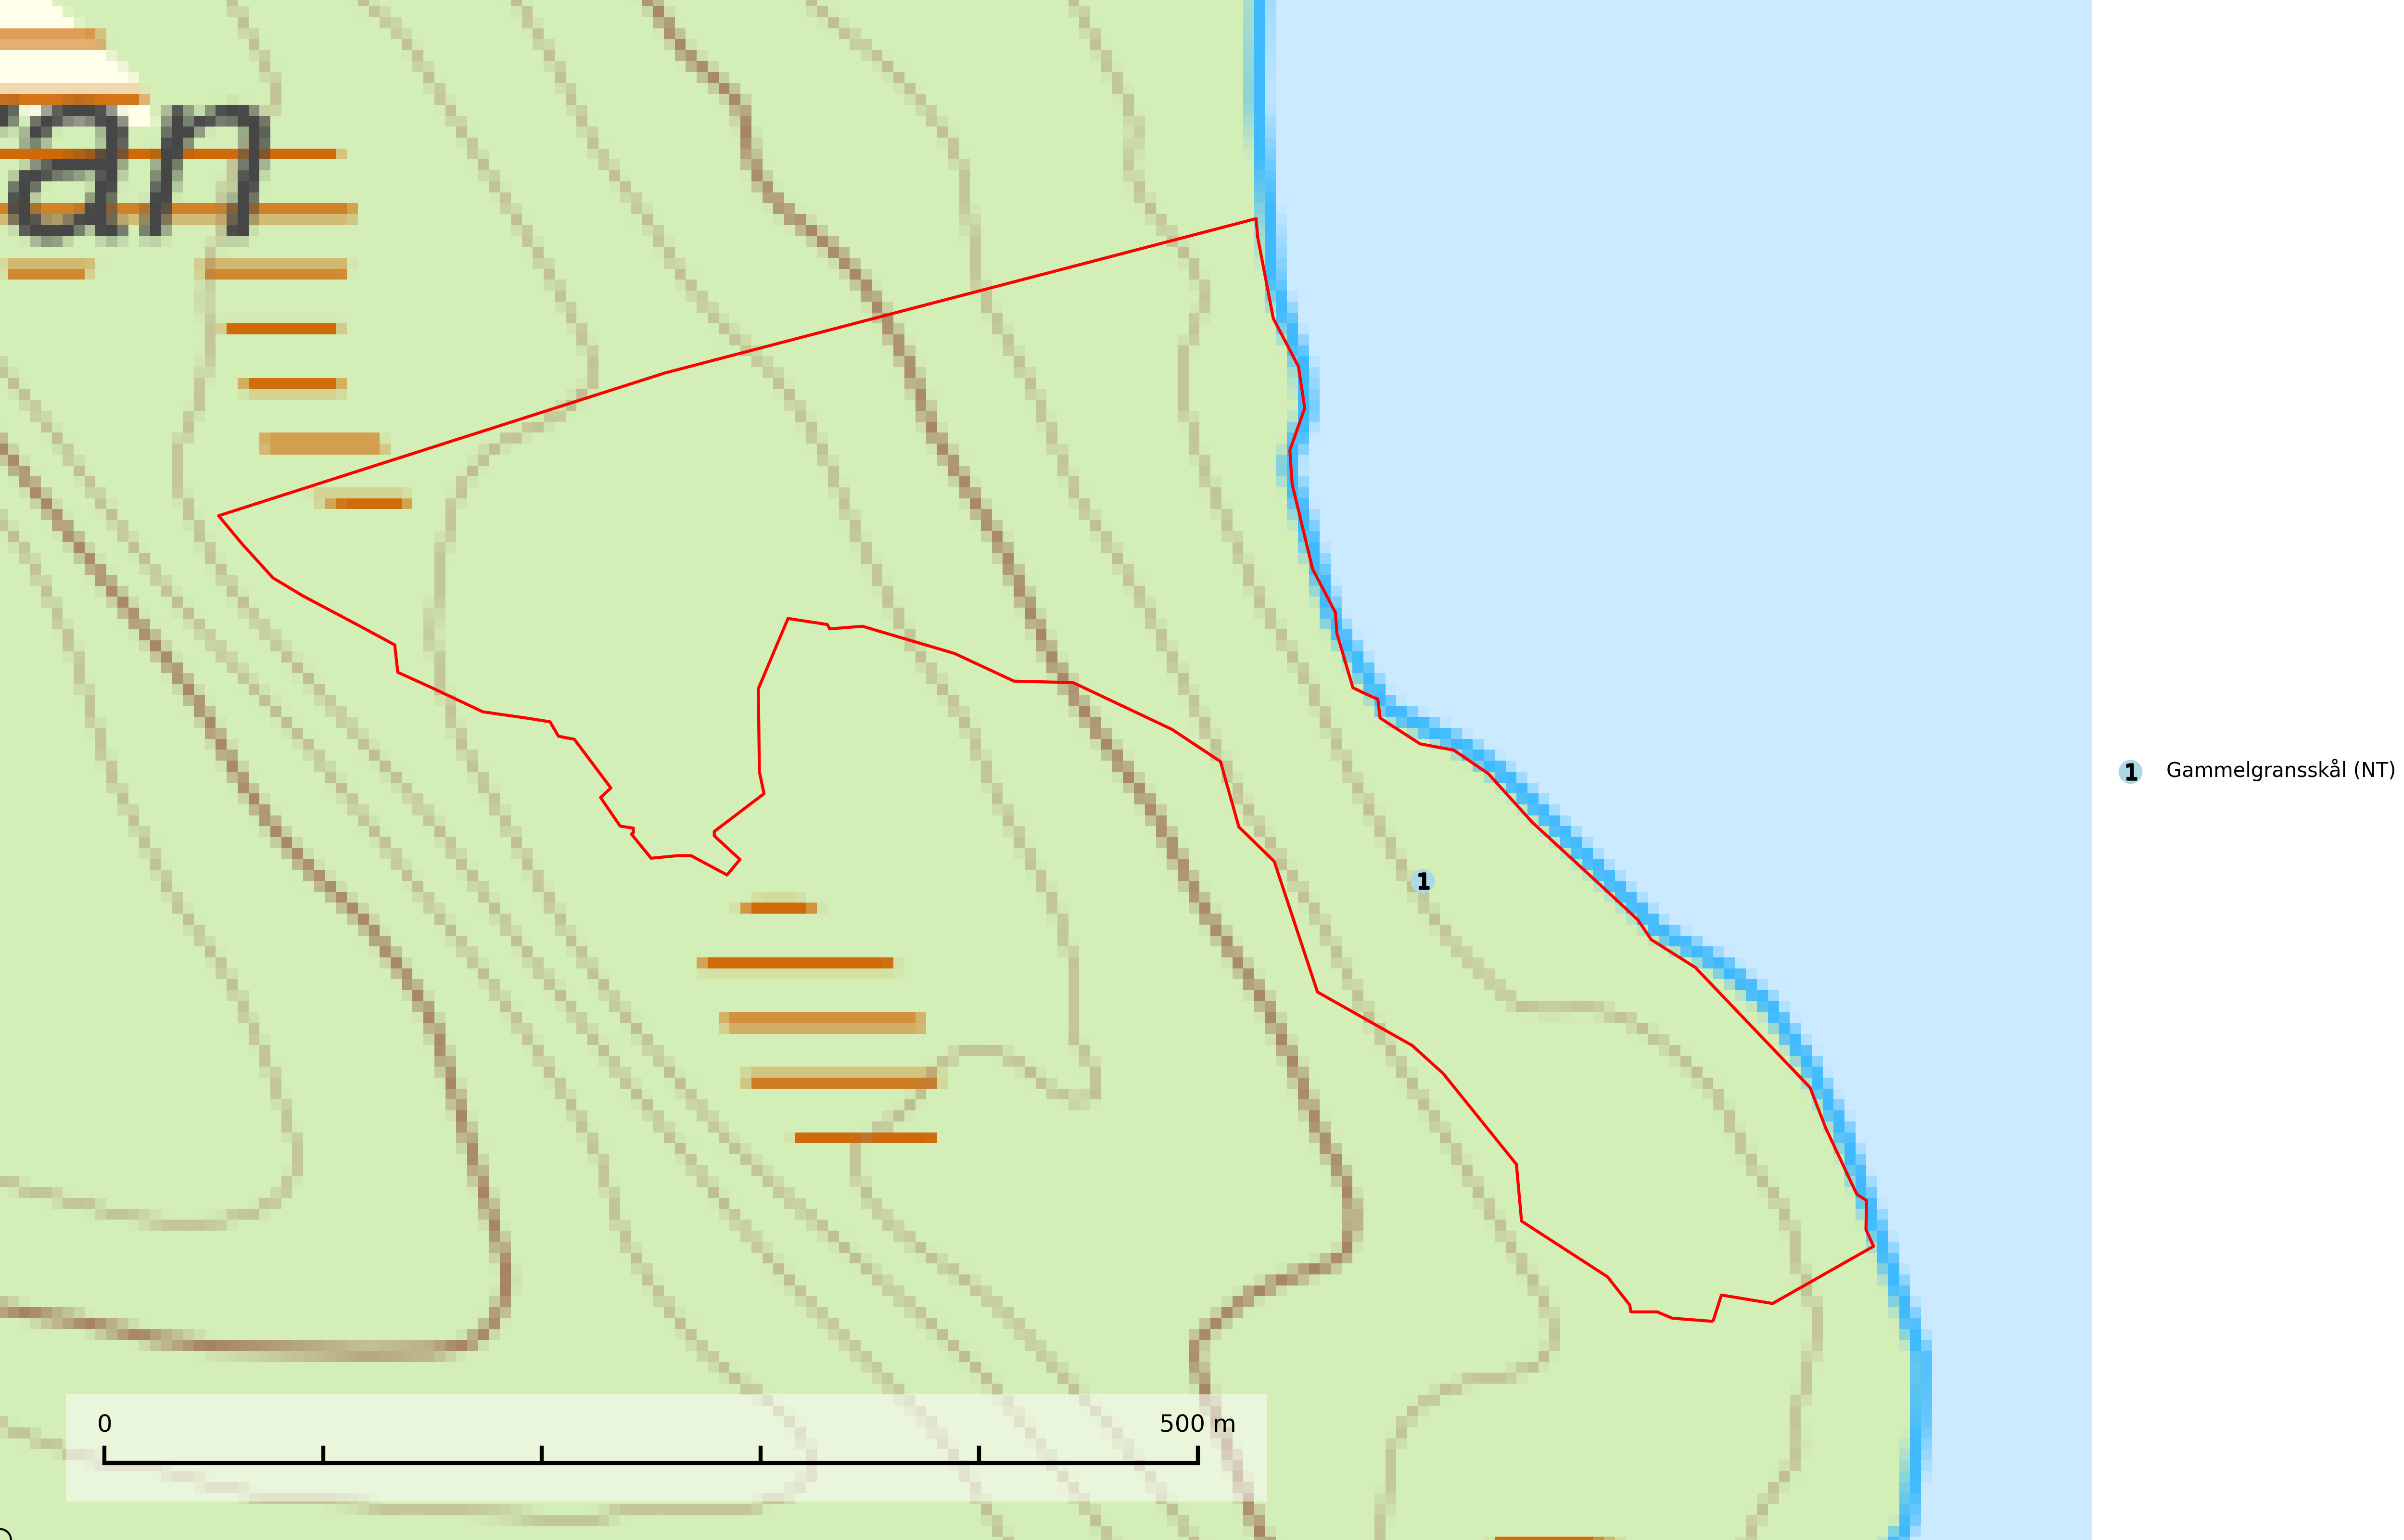 an
1
1 Gammelgransskål (NT)
0 500 m